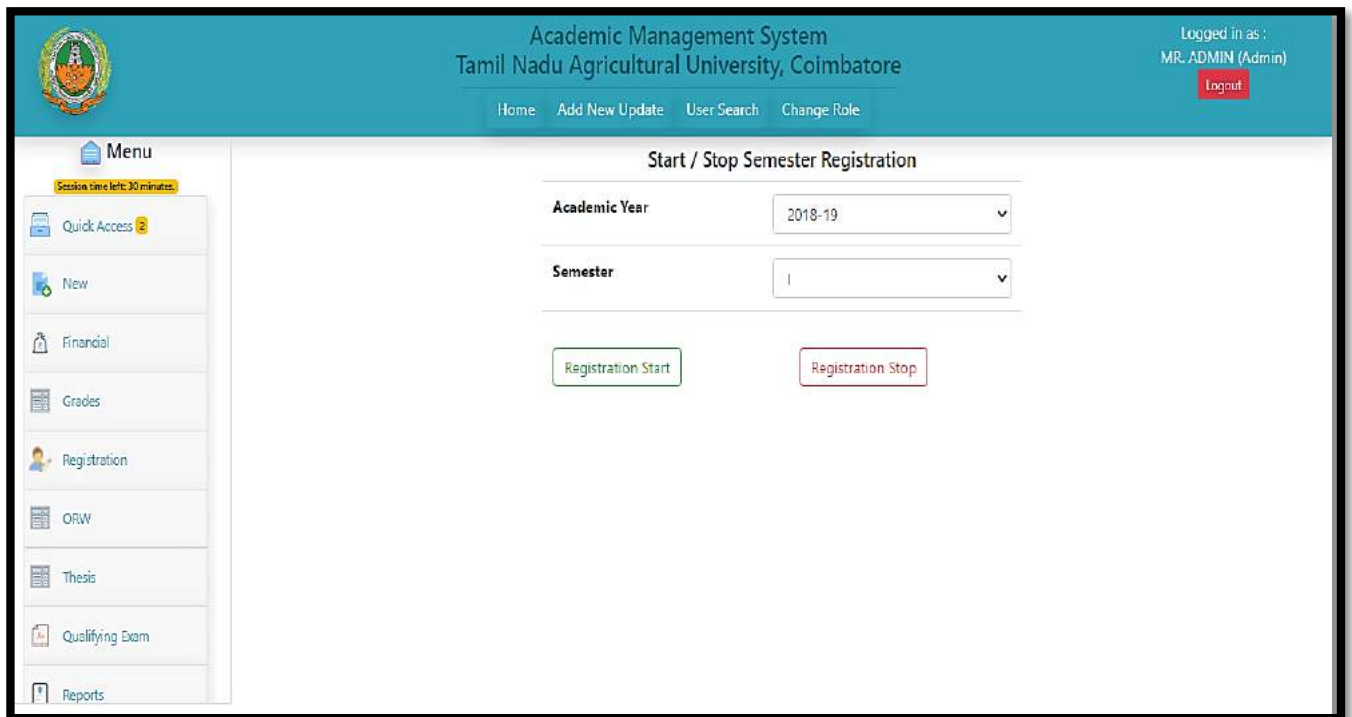 Academic Management System
Tamil Nadu Agricultural University, Coimbatore
Home Add New Update User Search Change Role
Logged in as :
MR. ADMIN (Admin)
Logout
Menu
Session time left: 30 minutes.
Quick Access 2
New
Financial
Grades
Registration
ORW
Thesis
Qualifying Exam
Reports
Start / Stop Semester Registration
Academic Year 2018-19
Semester I
Registration Start Registration Stop